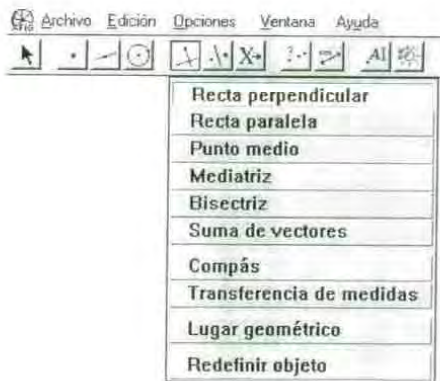 Archivo Edición Opciones Ventana Ayuda
Recta perpendicular
Recta paralela
Punto medio
Mediatriz
Bisectriz
Suma de vectores
Compás
Transferencia de medidas
Lugar geométrico
Redefinir objeto